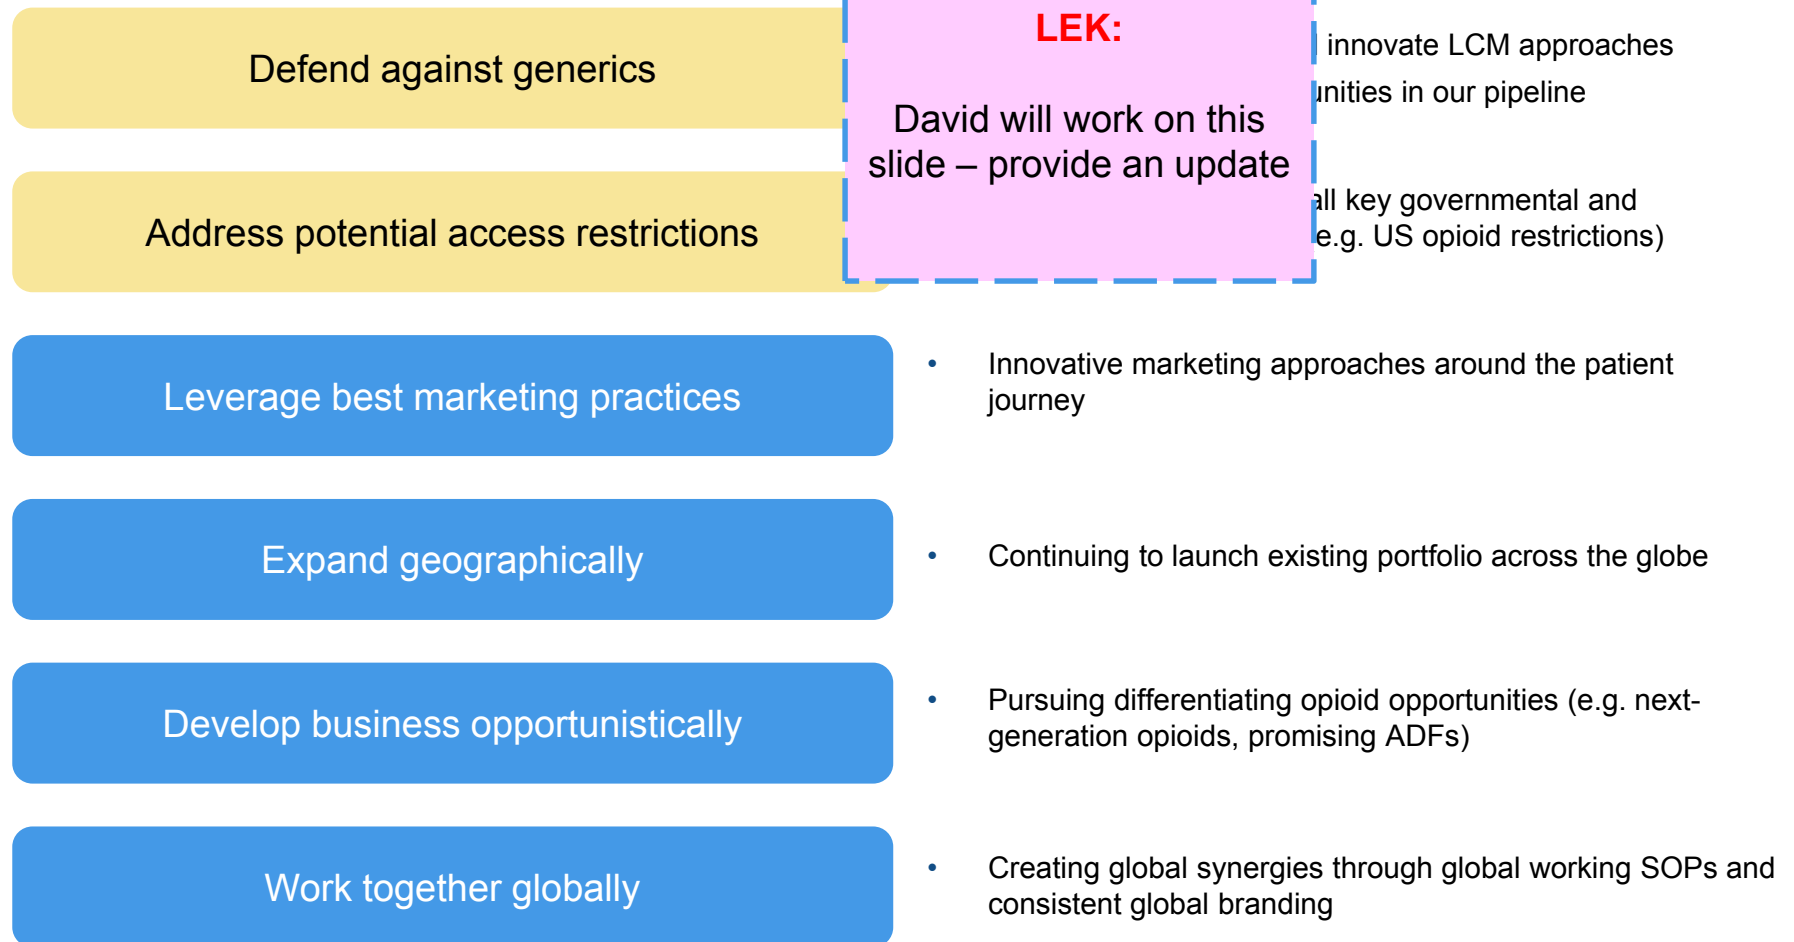 Defend against generics
LEK:
David will work on this
slide – provide an update
innovate LCM approaches
in our pipeline
Address potential access restrictions
key governmental and
e.g. US opioid restrictions)
Leverage best marketing practices
• Innovative marketing approaches around the patient
journey
Expand geographically
• Continuing to launch existing portfolio across the globe
Develop business opportunistically
• Pursuing differentiating opioid opportunities (e.g. next-
generation opioids, promising ADFs)
Work together globally
• Creating global synergies through global working SOPs and
consistent global branding